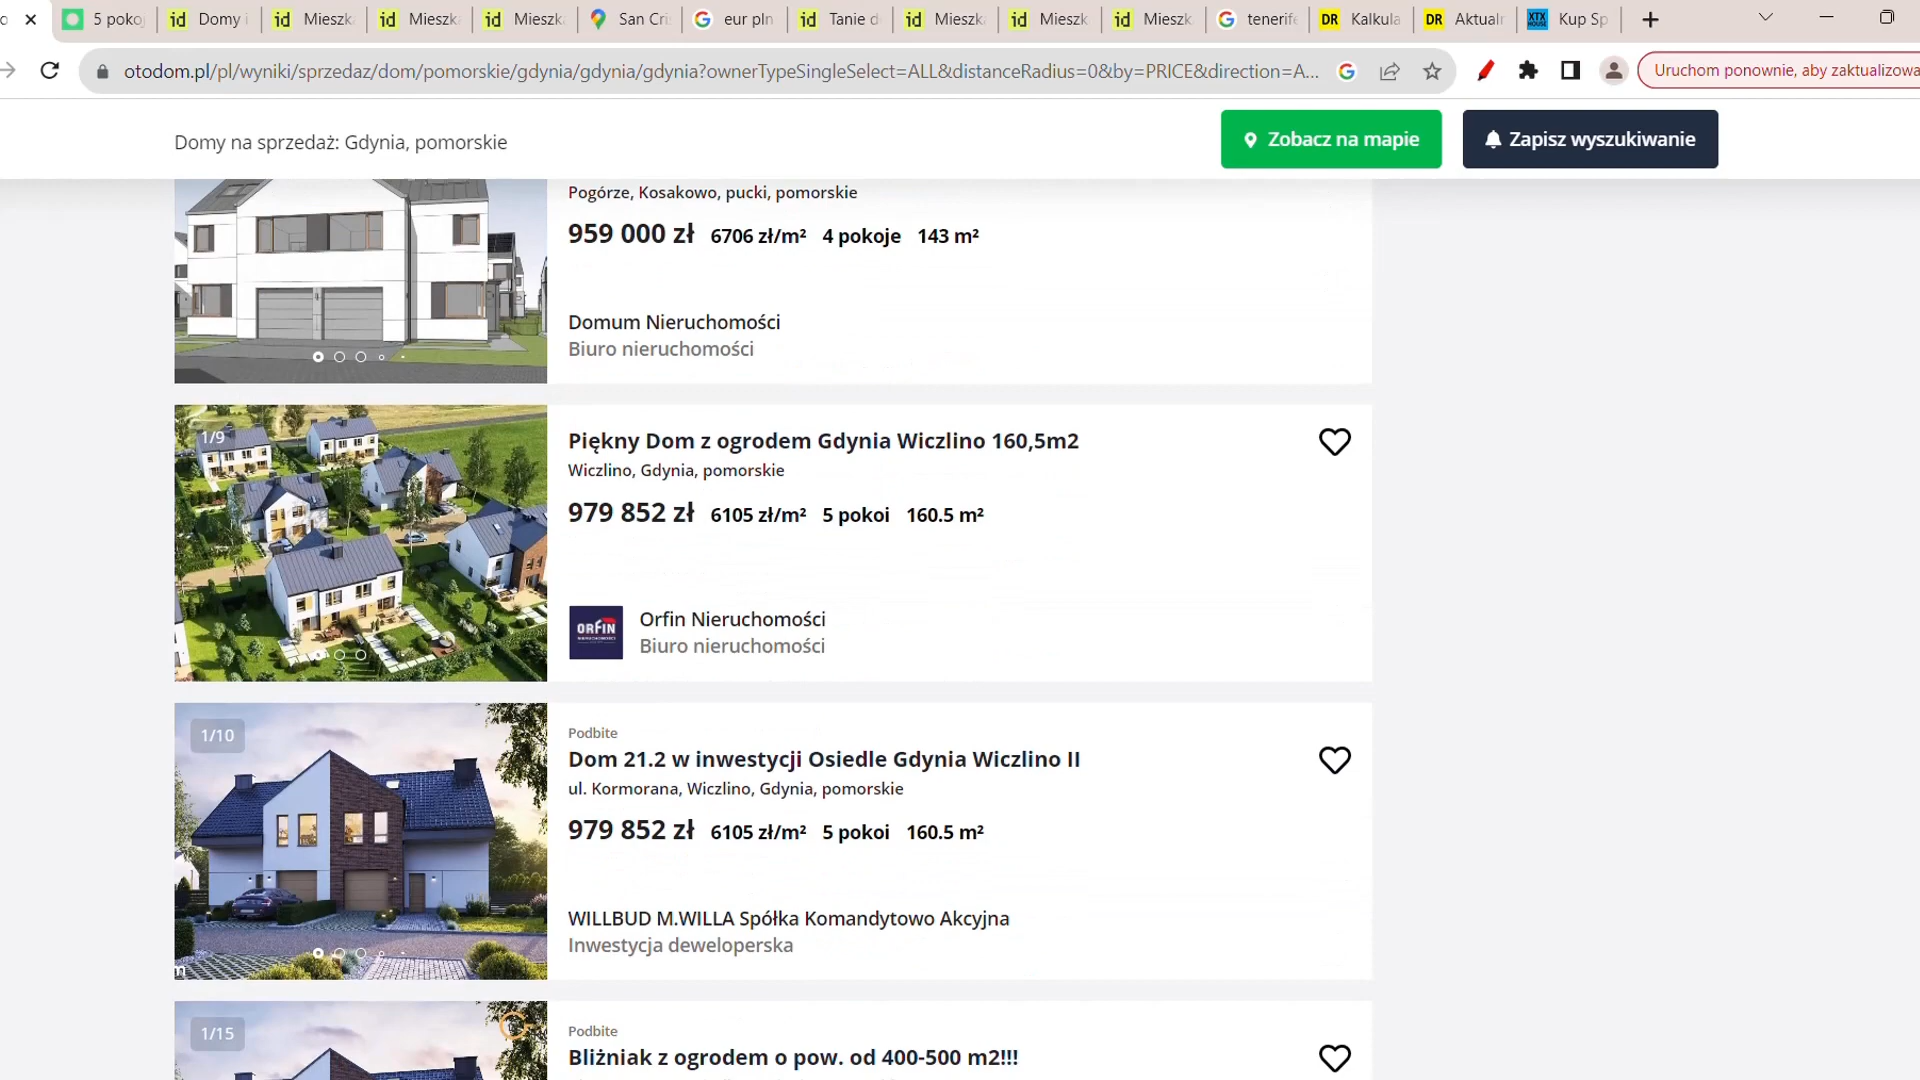 5 poko
Domy i
Mieszk
Mieszk
Mieszk
San Cri
eur pln
Tanie d
Mieszk
Mieszk
Mieszk
tenerife
Kalkula
Aktualn
Kup Sp
otodom.pl/pl/wyniki/sprzedaz/dom/pomorskie/gdynia/gdynia/gdynia?ownerTypeSingleSelect=ALL&distanceRadius=0&by=PRICE&direction=A...
Uruchom ponownie, aby zaktualizowa
Domy na sprzedaż: Gdynia, pomorskie
Zobacz na mapie
Zapisz wyszukiwanie
Pogórze, Kosakowo, pucki, pomorskie
959 000 zł 6706 zł/m² 4 pokoje 143 m²
Domum Nieruchomości
Biuro nieruchomości
1/9
Piękny Dom z ogrodem Gdynia Wiczlino 160,5m2
Wiczlino, Gdynia, pomorskie
979 852 zł 6105 zł/m² 5 pokoi 160.5 m²
ORFIN
NIERUCHOMOŚCI
Orfin Nieruchomości
Biuro nieruchomości
1/10
Podbite
Dom 21.2 w inwestycji Osiedle Gdynia Wiczlino II
ul. Kormorana, Wiczlino, Gdynia, pomorskie
979 852 zł 6105 zł/m² 5 pokoi 160.5 m²
WILLBUD M.WILLA Spółka Komandytowo Akcyjna
Inwestycja deweloperska
1/15
Podbite
Bliżniak z ogrodem o pow. od 400-500 m2!!!